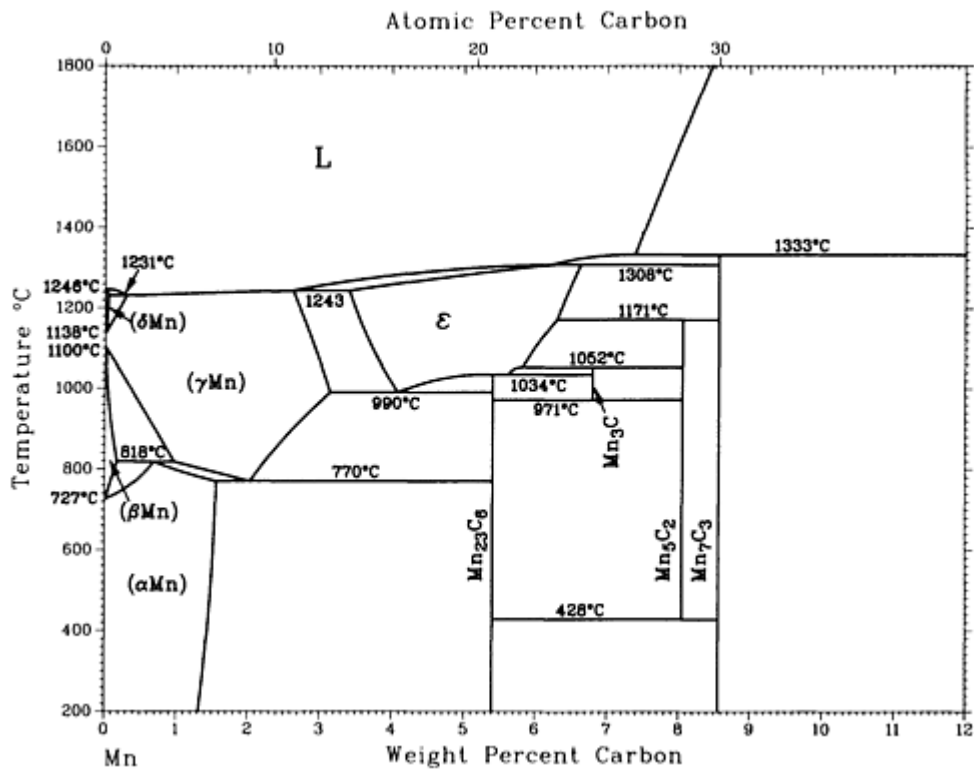 Atomic Percent Carbon
0 10 20 30
1800
1600
1400
1200
1000
800
600
400
200
Temperature °C
L
1333°C
1231°C
1246°C
1308°C
1243
(δMn)
ε
1171°C
1138°C
1100°C
1052°C
(γMn)
1034°C
990°C
971°C
Mn₃C
818°C
770°C
727°C
(βMn)
Mn₂₃C₆
Mn₅C₂
Mn₇C₃
(αMn)
428°C
0 1 2 3 4 5 6 7 8 9 10 11 12
Mn
Weight Percent Carbon